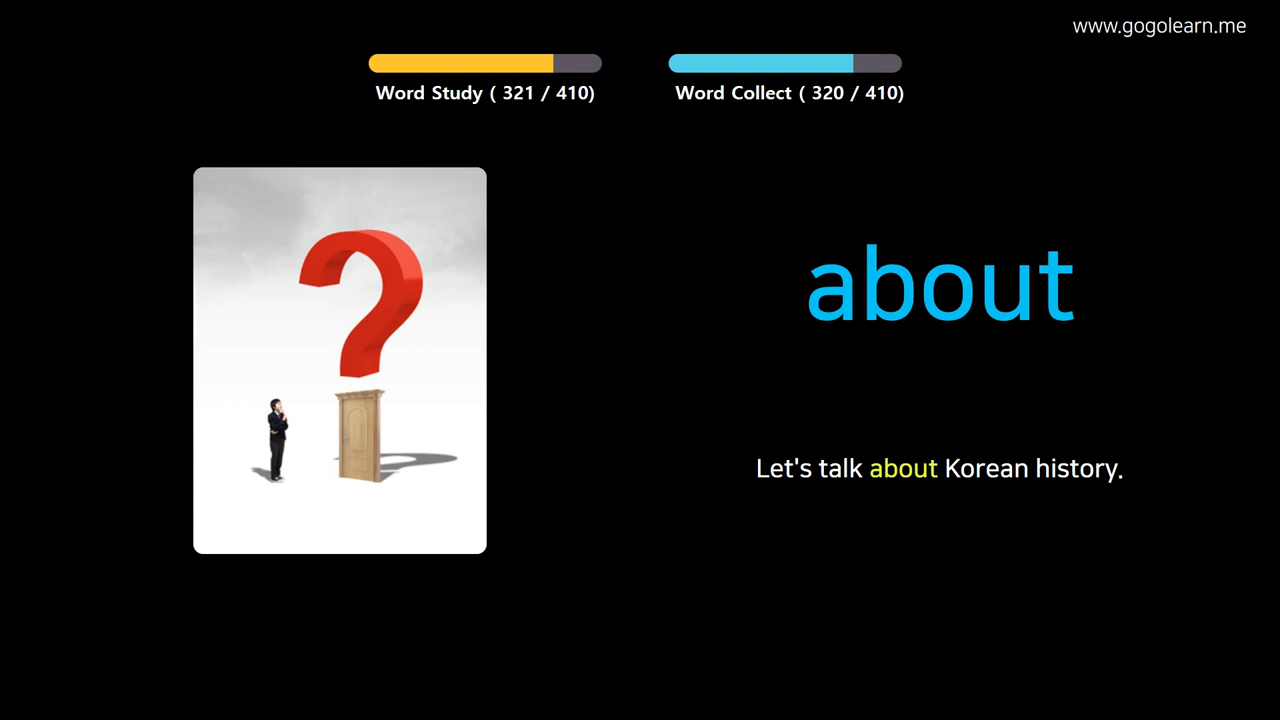 www.gogolearn.me
Word Study ( 321 / 410)
Word Collect ( 320 / 410)
about
Let's talk about Korean history.